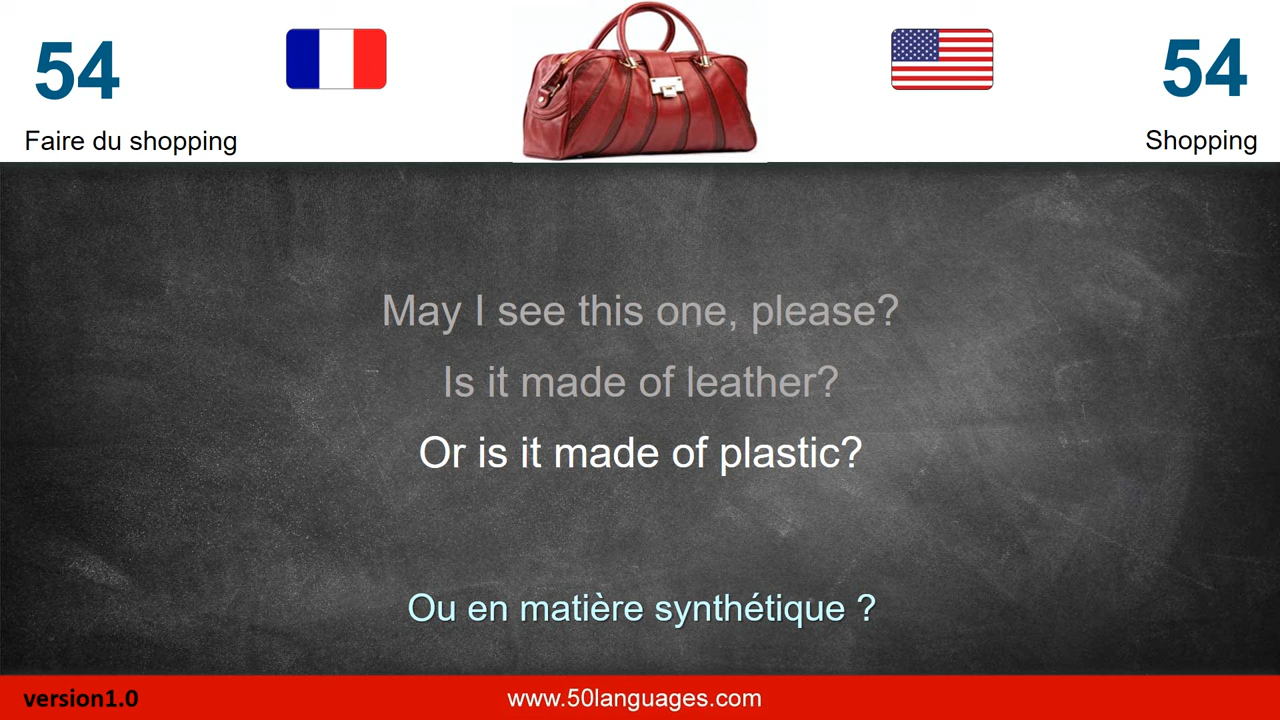 54
54
Faire du shopping
Shopping
May I see this one, please?
Is it made of leather?
Or is it made of plastic?
Ou en matière synthétique ?
version1.0
www.50languages.com